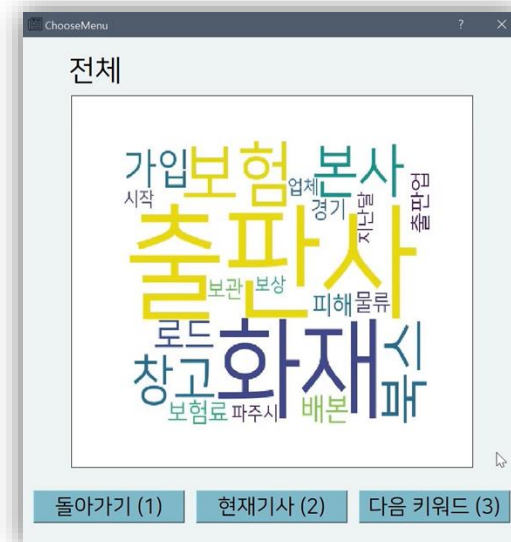 ChooseMenu ? ×
전체
가입 보험 본사
시작 업체 경기 지난달 출판업
출판사
보관 보상 피해 물류
로드 화재 북스
창고
보험료 파주시 배본
돌아가기 (1) 현재기사 (2) 다음 키워드 (3)